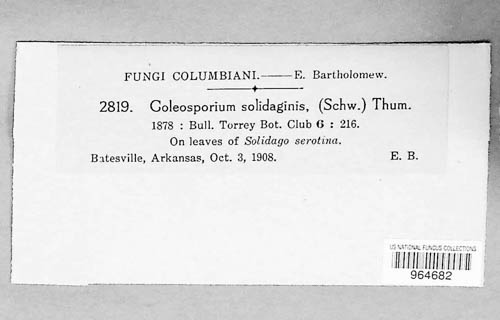 FUNGI COLUMBIANI.——E. Bartholomew.
2819. Coleosporium solidaginis, (Schw.) Thum.
1878 : Bull. Torrey Bot. Club 6 : 216.
On leaves of Solidago serotina.
Batesville, Arkansas, Oct. 3, 1908. E. B.
US NATIONAL FUNGUS COLLECTIONS
964682